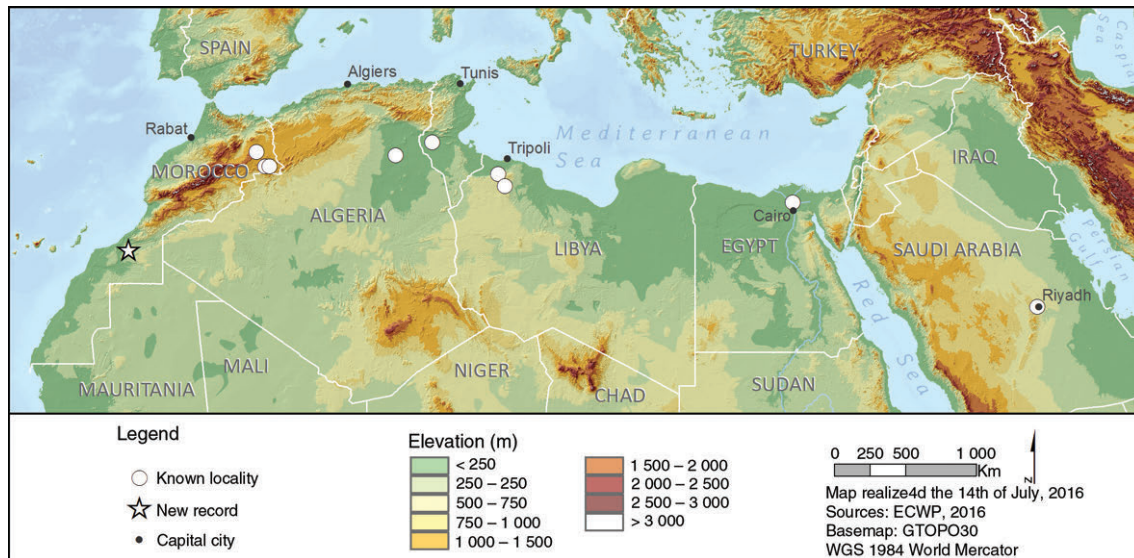 SPAIN
TURKEY
Caspian
Sea
Algiers
Tunis
Rabat
Mediterranean
Sea
MOROCCO
Tripoli
IRAQ
ALGERIA
Cairo
LIBYA
EGYPT
SAUDI ARABIA
Persian
Gulf
Riyadh
Red
Sea
MALI
MAURITANIA
NIGER
CHAD
SUDAN
Legend
Known locality
New record
Capital city
Elevation (m)
< 250
250 – 250
500 – 750
750 – 1 000
1 000 – 1 500
1 500 – 2 000
2 000 – 2 500
2 500 – 3 000
> 3 000
0 250 500 1 000
Km
N
Map realize4d the 14th of July, 2016
Sources: ECWP, 2016
Basemap: GTOPO30
WGS 1984 World Mercator